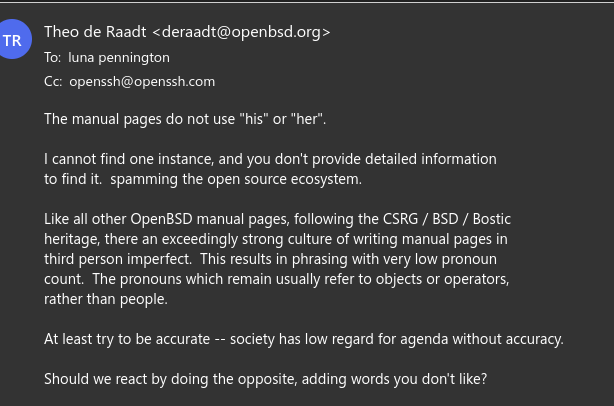 TR
Theo de Raadt <deraadt@openbsd.org>
To: luna pennington
Cc: openssh@openssh.com
The manual pages do not use "his" or "her".
I cannot find one instance, and you don't provide detailed information
to find it.  spamming the open source ecosystem.
Like all other OpenBSD manual pages, following the CSRG / BSD / Bostic
heritage, there an exceedingly strong culture of writing manual pages in
third person imperfect.  This results in phrasing with very low pronoun
count.  The pronouns which remain usually refer to objects or operators,
rather than people.
At least try to be accurate -- society has low regard for agenda without accuracy.
Should we react by doing the opposite, adding words you don't like?